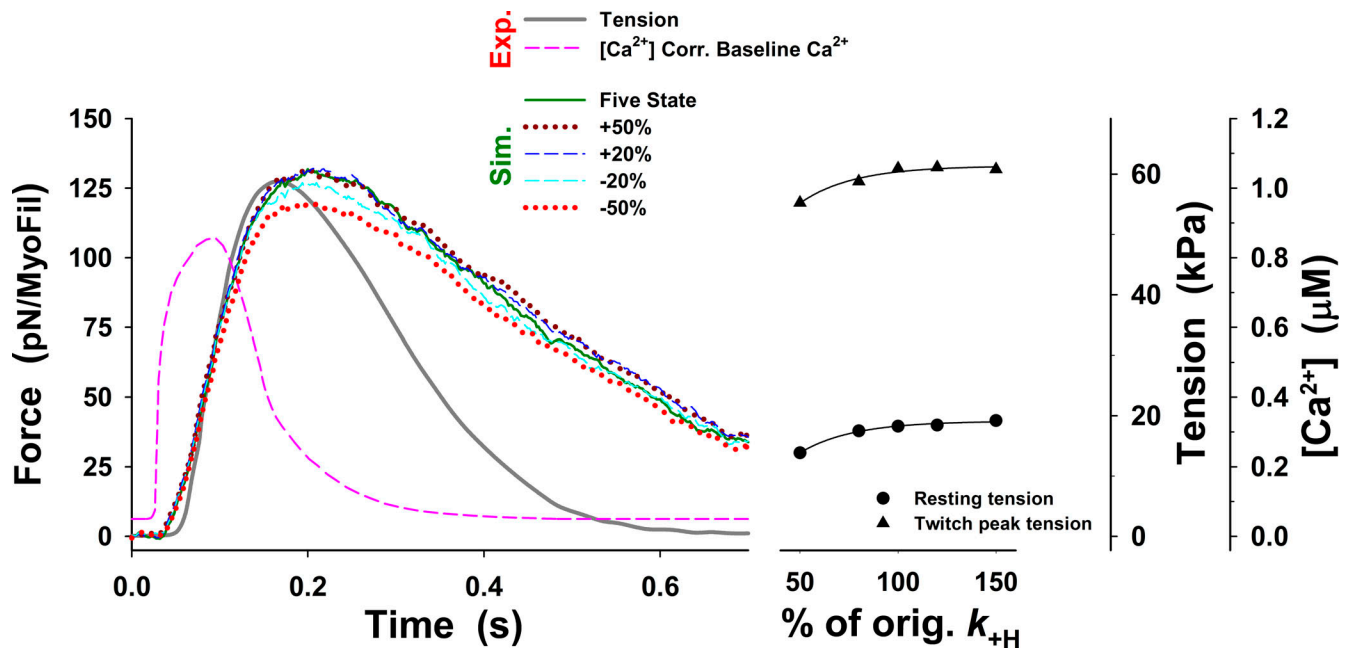 Exp.
Tension
[Ca²⁺] Corr. Baseline Ca²⁺
Sim.
Five State
+50%
+20%
-20%
-50%
Force (pN/MyoFil)
150
125
100
75
50
25
0
0.0 0.2 0.4 0.6
Time (s)
Resting tension
Twitch peak tension
50 100 150
% of orig. k₊H
60
40
20
0
Tension (kPa)
1.2
1.0
0.8
0.6
0.4
0.2
0.0
[Ca²⁺] (μM)